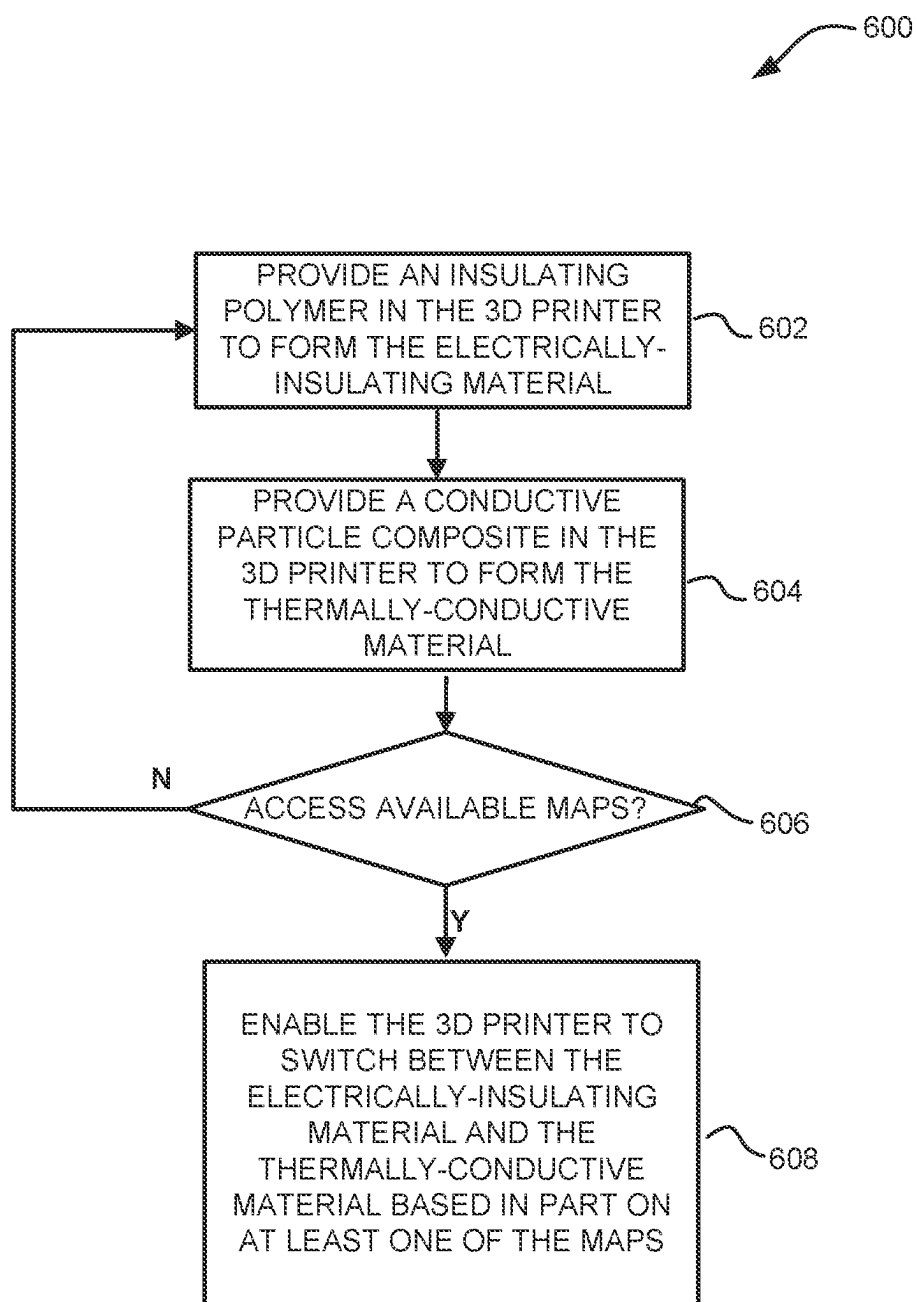 600
PROVIDE AN INSULATING
POLYMER IN THE 3D PRINTER
TO FORM THE ELECTRICALLY-
INSULATING MATERIAL
602
PROVIDE A CONDUCTIVE
PARTICLE COMPOSITE IN THE
3D PRINTER TO FORM THE
THERMALLY-CONDUCTIVE
MATERIAL
604
N
ACCESS AVAILABLE MAPS?
606
Y
ENABLE THE 3D PRINTER TO
SWITCH BETWEEN THE
ELECTRICALLY-INSULATING
MATERIAL AND THE
THERMALLY-CONDUCTIVE
MATERIAL BASED IN PART ON
AT LEAST ONE OF THE MAPS
608